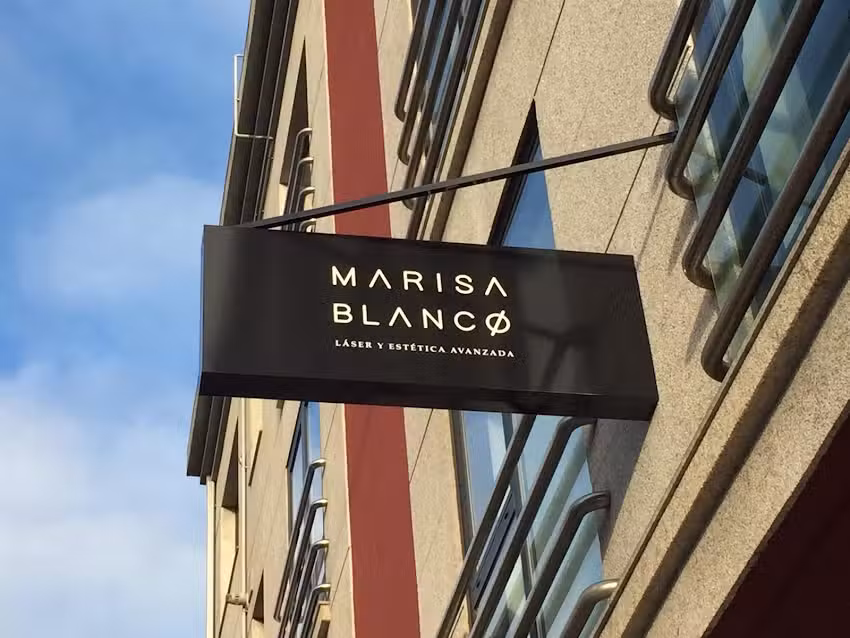 MARISA
BLANCØ
LÁSER Y ESTÉTICA AVANZADA